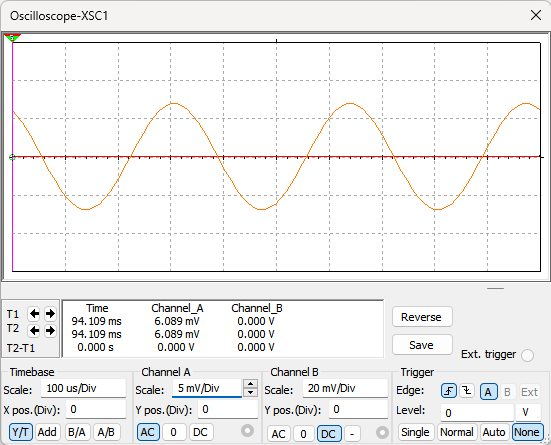 Oscilloscope-XSC1
Time Channel_A Channel_B
T1 94.109 ms 6.089 mV 0.000 V
T2 94.109 ms 6.089 mV 0.000 V
T2-T1 0.000 s 0.000 V 0.000 V
Reverse
Save
Ext. trigger
Timebase
Scale: 100 us/Div
X pos.(Div): 0
Y/T Add B/A A/B
Channel A
Scale: 5 mV/Div
Y pos.(Div): 0
AC 0 DC
Channel B
Scale: 20 mV/Div
Y pos.(Div): 0
AC 0 DC -
Trigger
Edge: A B Ext
Level: 0 V
Single Normal Auto None